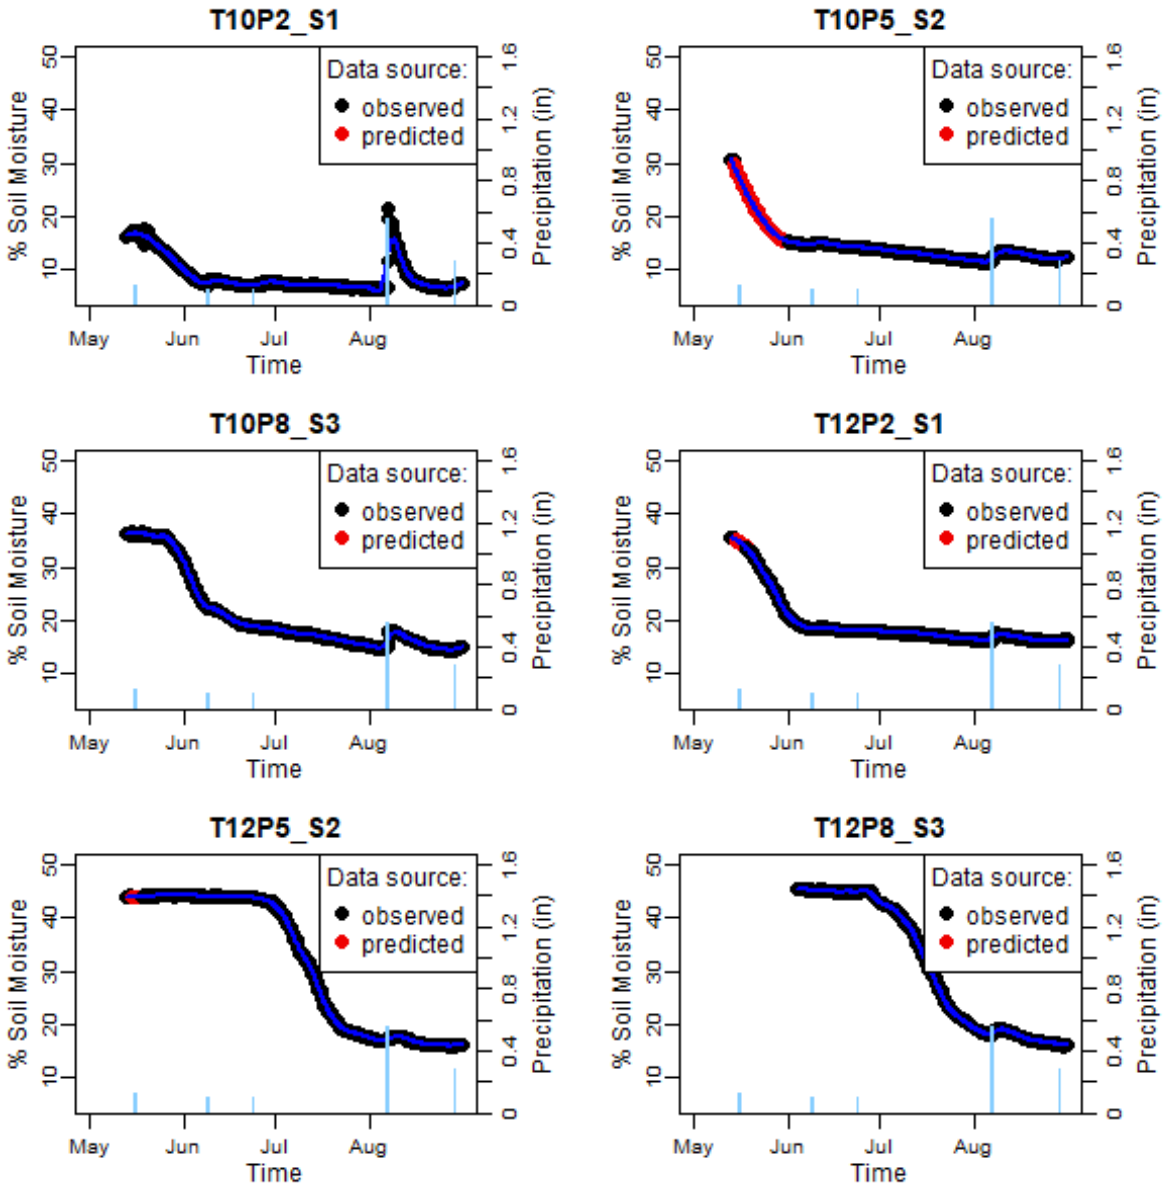 T10P2_S1
50
40
30
20
10
% Soil Moisture
Data source:
observed
predicted
1.6
1.2
0.8
0.4
0
Precipitation (in)
May Jun Jul Aug
Time
T10P5_S2
50
40
30
20
10
% Soil Moisture
Data source:
observed
predicted
1.6
1.2
0.8
0.4
0
Precipitation (in)
May Jun Jul Aug
Time
T10P8_S3
50
40
30
20
10
% Soil Moisture
Data source:
observed
predicted
1.6
1.2
0.8
0.4
0
Precipitation (in)
May Jun Jul Aug
Time
T12P2_S1
50
40
30
20
10
% Soil Moisture
Data source:
observed
predicted
1.6
1.2
0.8
0.4
0
Precipitation (in)
May Jun Jul Aug
Time
T12P5_S2
50
40
30
20
10
% Soil Moisture
Data source:
observed
predicted
1.6
1.2
0.8
0.4
0
Precipitation (in)
May Jun Jul Aug
Time
T12P8_S3
50
40
30
20
10
% Soil Moisture
Data source:
observed
predicted
1.6
1.2
0.8
0.4
0
Precipitation (in)
May Jun Jul Aug
Time